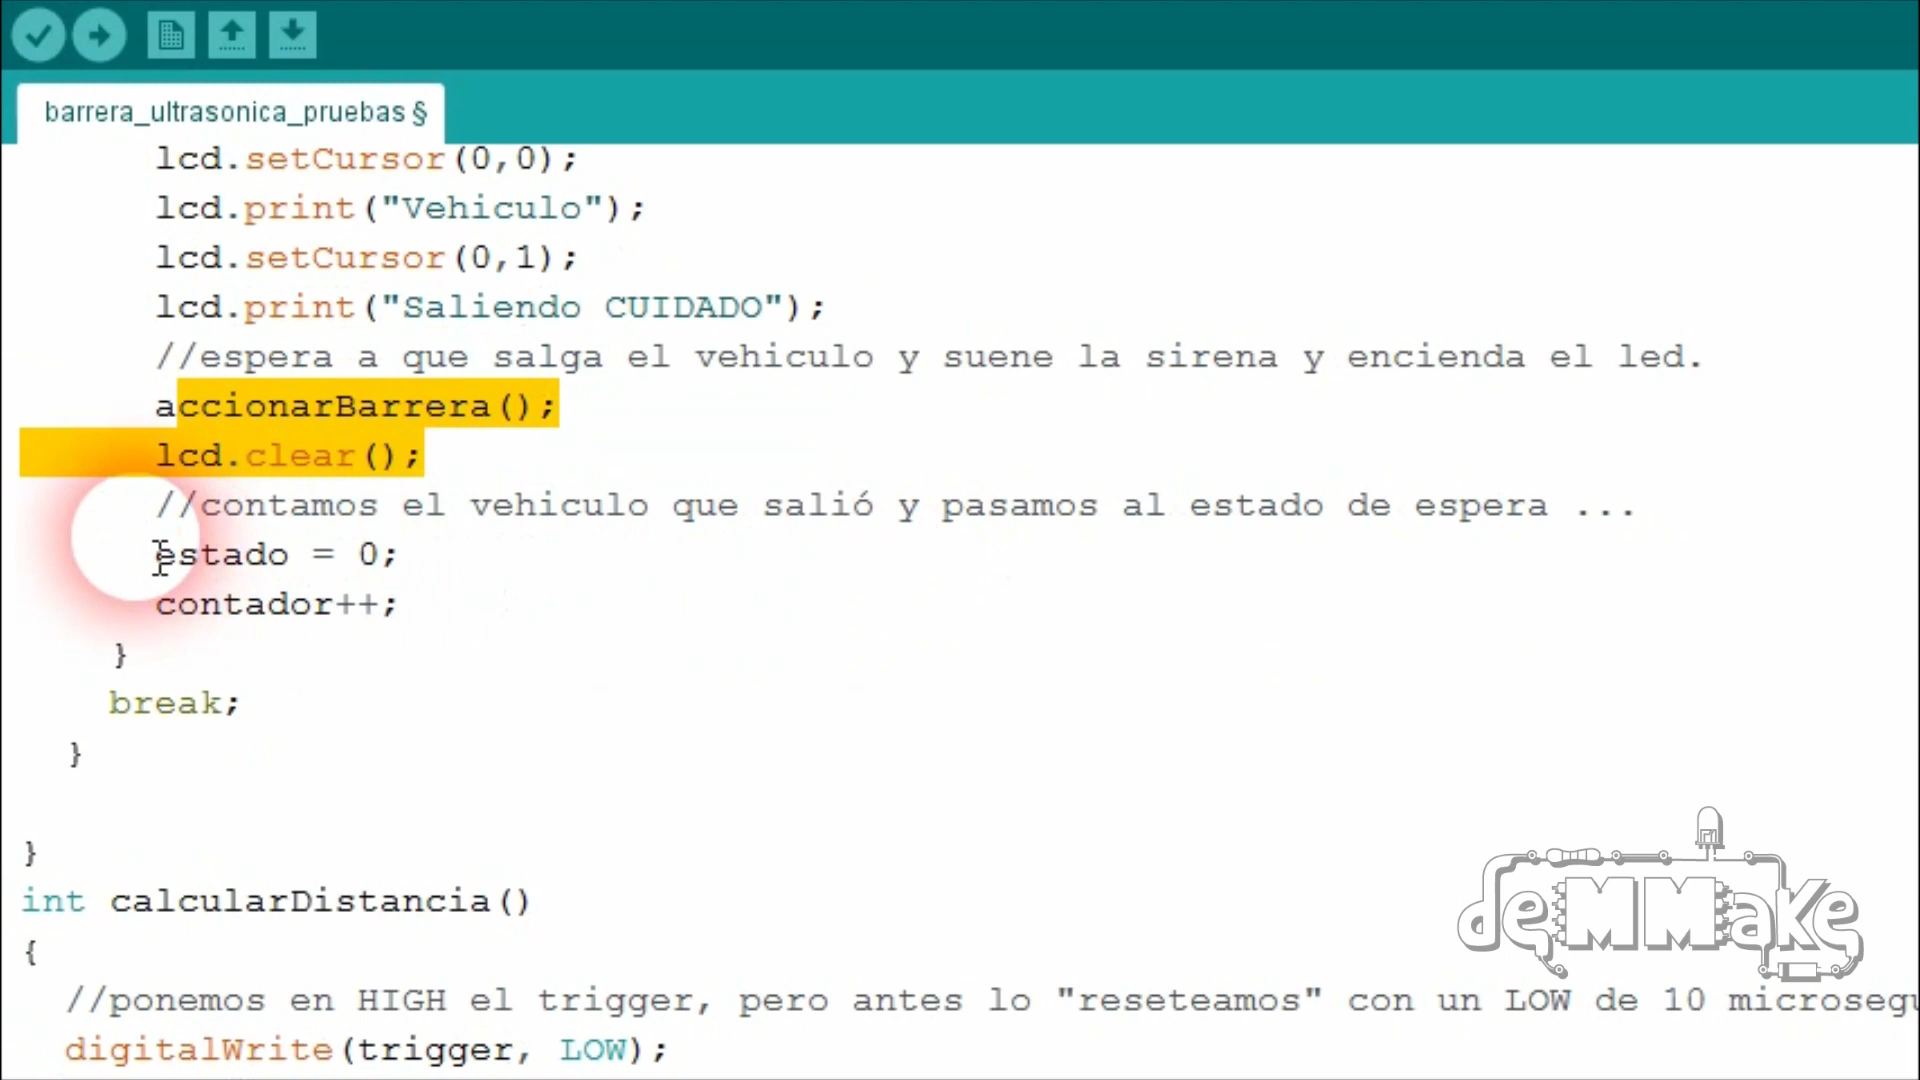 barrera_ultrasonica_pruebas §
lcd.setCursor(0,0);
lcd.print("Vehiculo");
lcd.setCursor(0,1);
lcd.print("Saliendo CUIDADO");
//espera a que salga el vehiculo y suene la sirena y encienda el led.
accionarBarrera();
lcd.clear();
//contamos el vehiculo que salió y pasamos al estado de espera ...
estado = 0;
contador++;
}
break;
}
}
int calcularDistancia()
{
//ponemos en HIGH el trigger, pero antes lo "reseteamos" con un LOW de 10 microsegu
digitalWrite(trigger, LOW);
deMMaKe